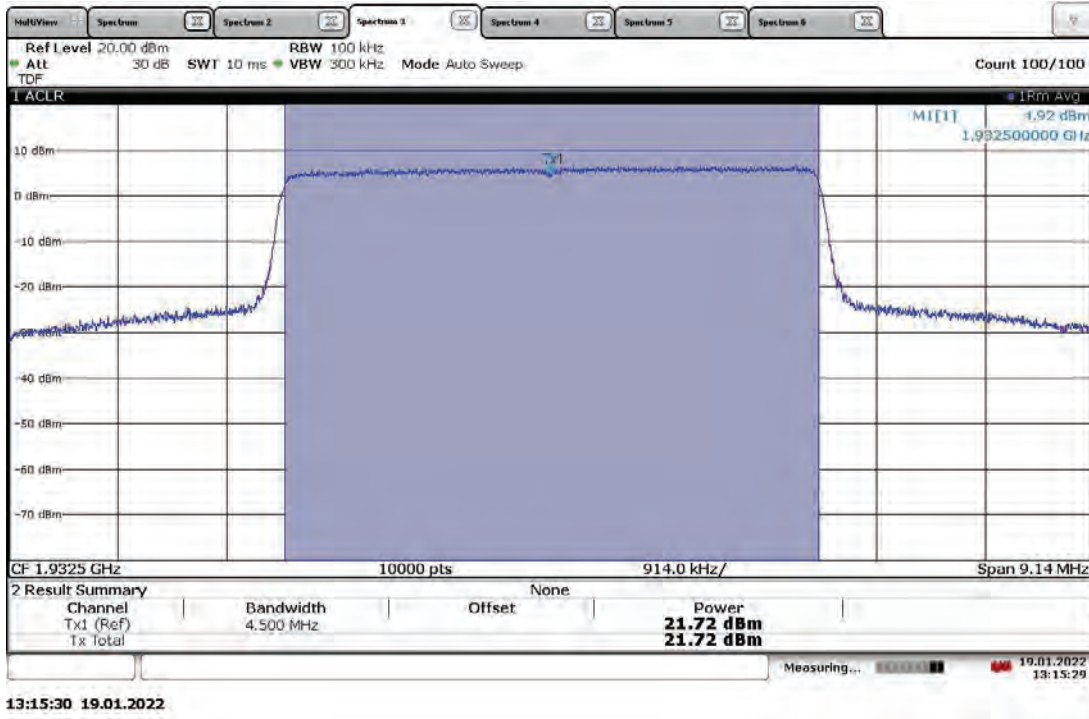 MultiView Spectrum Spectrum 2 Spectrum 3 Spectrum 4 Spectrum 5 Spectrum 6
Ref Level 20.00 dBm RBW 100 kHz
Att 30 dB SWT 10 ms VBW 300 kHz Mode Auto Sweep Count 100/100
TDF
1 ACLR 1Rm Avg
M1[1] 4.92 dBm
1.932500000 GHz
10 dBm
Tx1
0 dBm
-10 dBm
-20 dBm
-30 dBm
-40 dBm
-50 dBm
-60 dBm
-70 dBm
CF 1.9325 GHz 10000 pts 914.0 kHz/ Span 9.14 MHz
2 Result Summary None
Channel Bandwidth Offset Power
Tx1 (Ref) 4.500 MHz 21.72 dBm
Tx Total 21.72 dBm
Measuring... 19.01.2022
13:15:29
13:15:30 19.01.2022